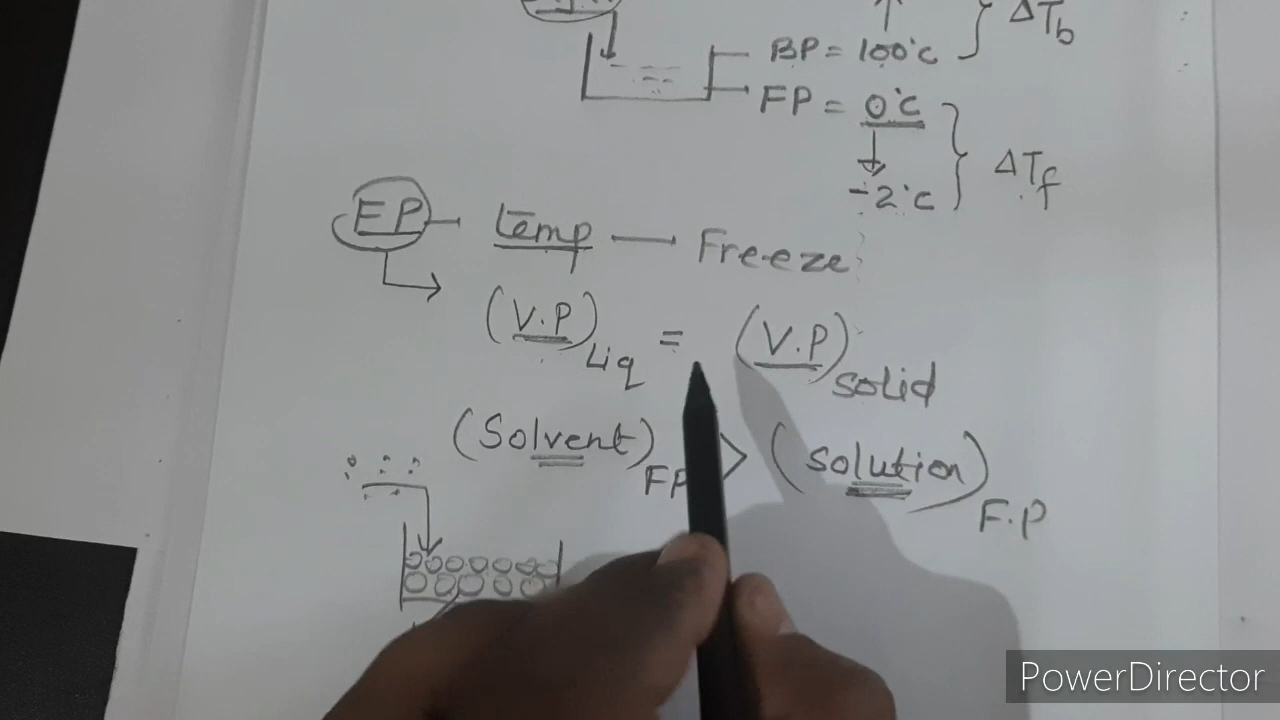 ΔTb
BP = 100°C
FP = 0°C
ΔTf
-2°C
FP - temp — Freeze
(V.P)Liq = (V.P)solid
(Solvent)FP > (solution)F.P
PowerDirector